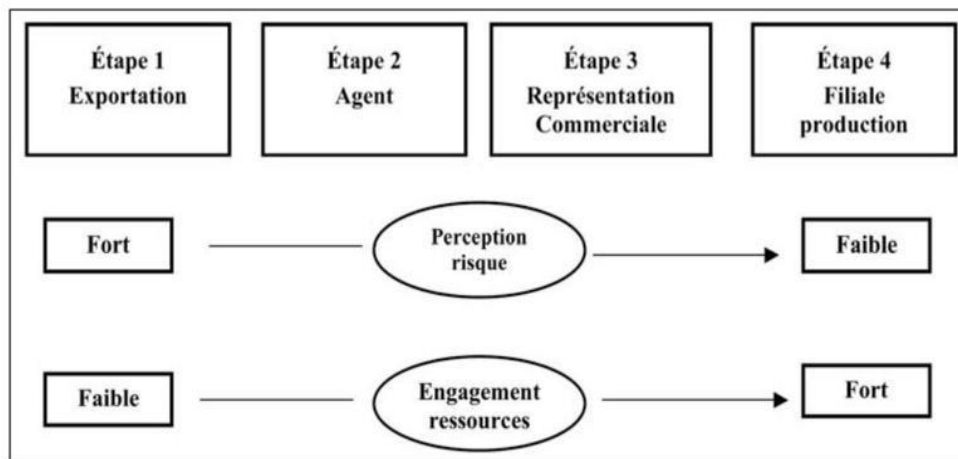 Étape 1
Exportation
Étape 2
Agent
Étape 3
Représentation
Commerciale
Étape 4
Filiale
production
Fort
Perception
risque
Faible
Faible
Engagement
ressources
Fort